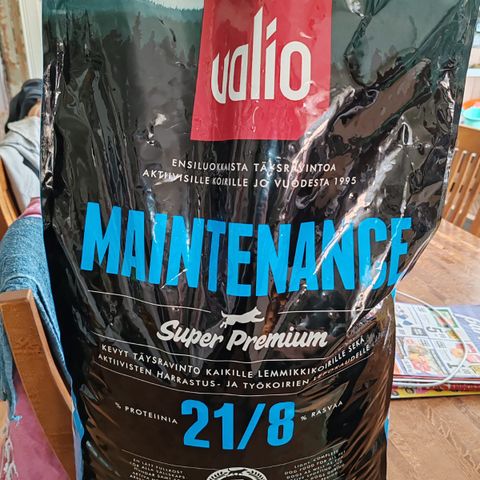 valio
ENSILUOKKAISTA TÄYSRAVINTOA
AKTIIVISILLE KOIRILLE JO VUODESTA 1995
MAINTENANCE
Super Premium
KEVYT TÄYSRAVINTO KAIKILLE LEMMIKKIKOIRILLE SEKÄ
AKTIIVISTEN HARRASTUS- JA TYÖKOIRIEN
% PROTEIINIA 21/8 % RASVAA